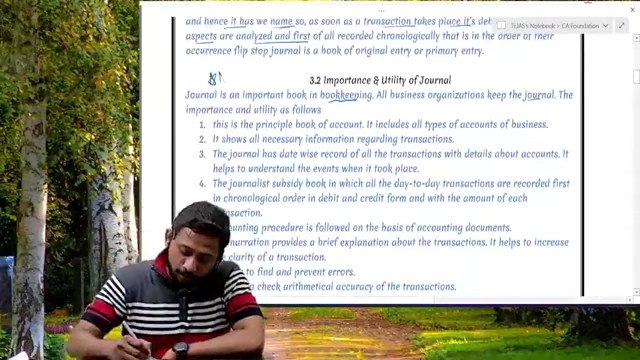 TEJAS's Notebook > CA Foundation
and hence it has we name so, as soon as a transaction takes place it's deb
aspects are analyzed and first of all recorded chronologically that is in the order of their
occurrence flip stop journal is a book of original entry or primary entry.
3.2 Importance & Utility of Journal
Journal is an important book in bookkeeping. All business organizations keep the journal. The
importance and utility as follows
1. this is the principle book of account. It includes all types of accounts of business.
2. It shows all necessary information regarding transactions.
3. The journal has date wise record of all the transactions with details about accounts. It
helps to understand the events when it took place.
4. The journalist subsidy book in which all the day-to-day transactions are recorded first
in chronological order in debit and credit form and with the amount of each
nsaction.
ounting procedure is followed on the basis of accounting documents.
narration provides a brief explanation about the transactions. It helps to increase
clarity of a transaction.
to find and prevent errors.
to check arithmetical accuracy of the transactions.